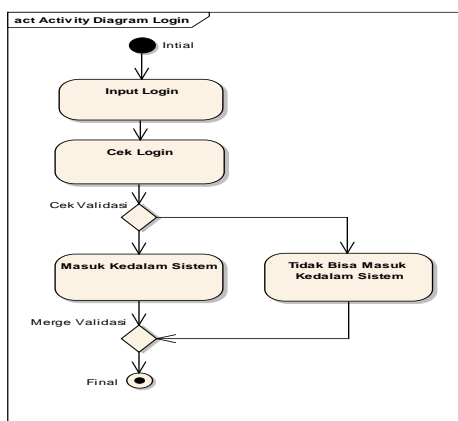 act Activity Diagram Login
Intial
Input Login
Cek Login
Cek Validasi
Masuk Kedalam Sistem
Tidak Bisa Masuk
Kedalam Sistem
Merge Validasi
Final